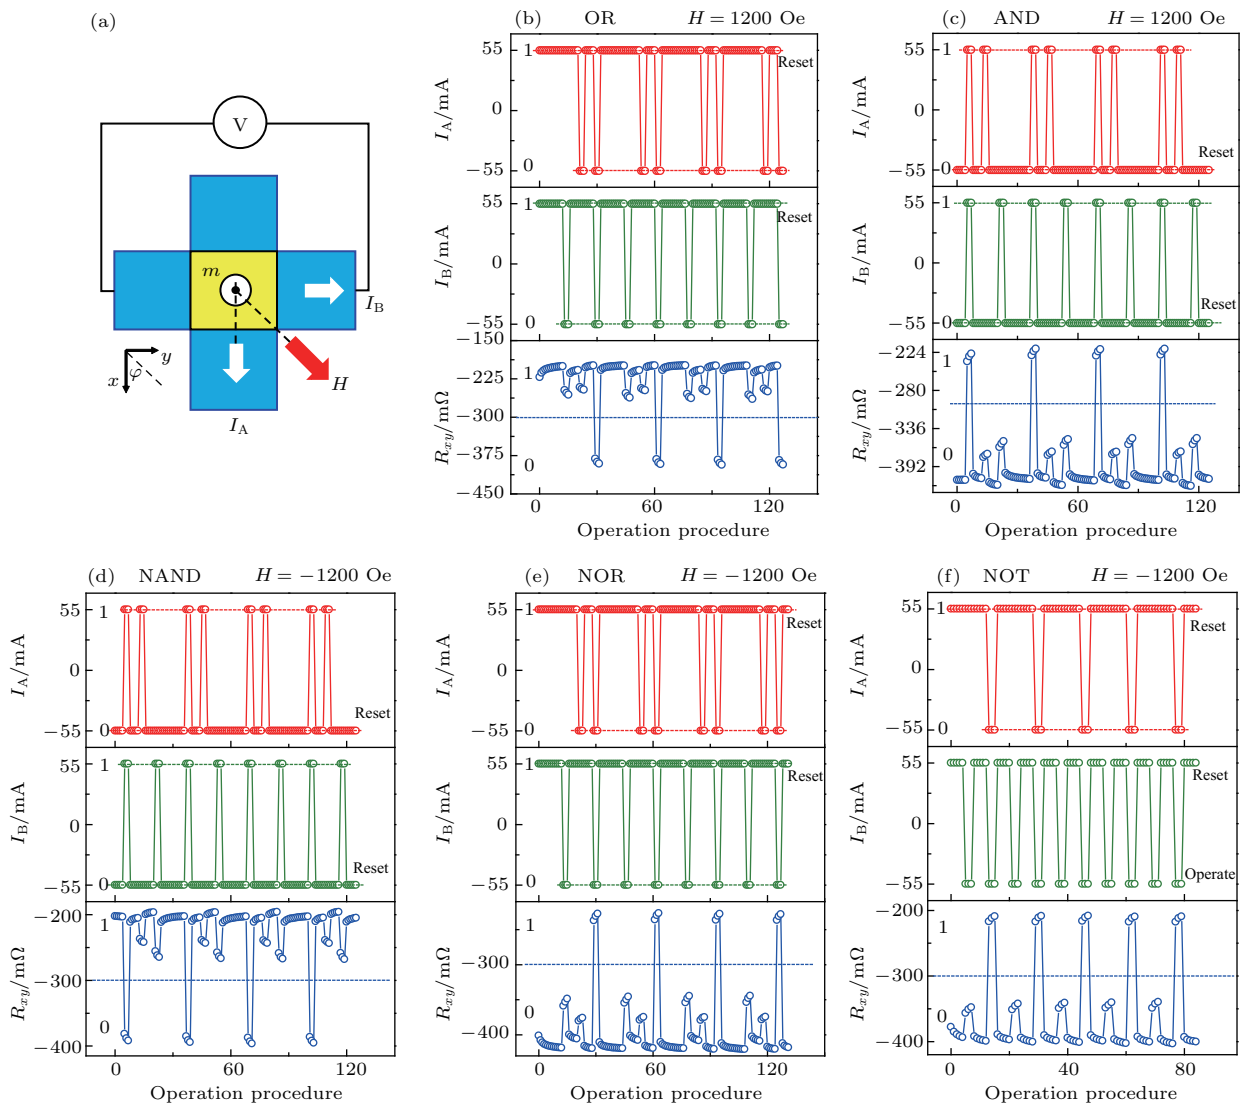 (a)
V
m
I_B
H
I_A
x
y
φ
(b) OR H = 1200 Oe
I_A/mA
55
0
−55
1
0
Reset
I_B/mA
55
0
−55
1
0
Reset
R_xy/mΩ
−150
−225
−300
−375
−450
1
0
0 60 120
Operation procedure
(c) AND H = 1200 Oe
I_A/mA
55
0
−55
1
0
Reset
I_B/mA
55
0
−55
1
0
Reset
R_xy/mΩ
−224
−280
−336
−392
1
0
0 60 120
Operation procedure
(d) NAND H = −1200 Oe
I_A/mA
55
0
−55
1
0
Reset
I_B/mA
55
0
−55
1
0
Reset
R_xy/mΩ
−200
−300
−400
1
0
0 60 120
Operation procedure
(e) NOR H = −1200 Oe
I_A/mA
55
0
−55
1
0
Reset
I_B/mA
55
0
−55
1
0
Reset
R_xy/mΩ
−300
−400
1
0
0 60 120
Operation procedure
(f) NOT H = −1200 Oe
I_A/mA
55
0
−55
1
0
Reset
I_B/mA
55
0
−55
Reset
Operate
R_xy/mΩ
−200
−300
−400
1
0
0 40 80
Operation procedure